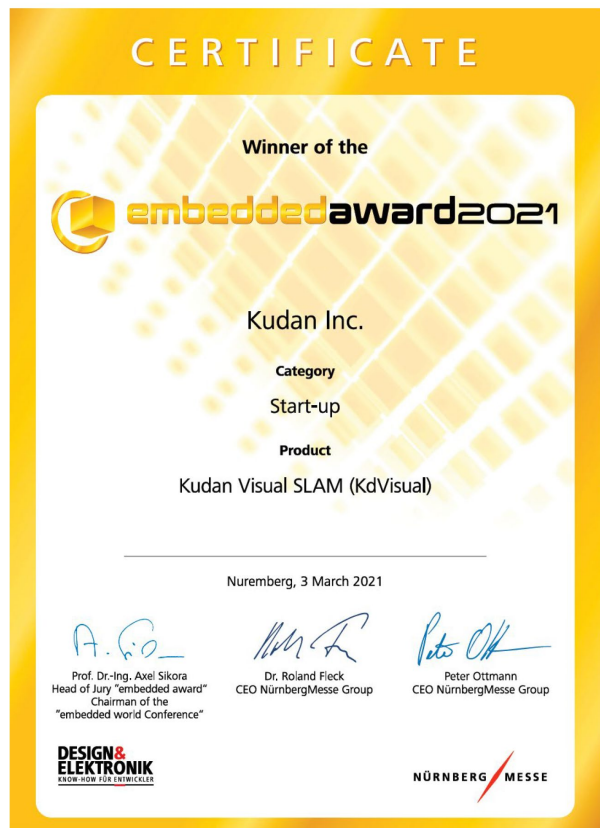 CERTIFICATE
Winner of the
embeddedaward2021
Kudan Inc.
Category
Start-up
Product
Kudan Visual SLAM (KdVisual)
Nuremberg, 3 March 2021
Prof. Dr.-Ing. Axel Sikora
Head of Jury "embedded award"
Chairman of the
"embedded world Conference"
Dr. Roland Fleck
CEO NürnbergMesse Group
Peter Ottmann
CEO NürnbergMesse Group
DESIGN&
ELEKTRONIK
KNOW-HOW FÜR ENTWICKLER
NÜRNBERG MESSE